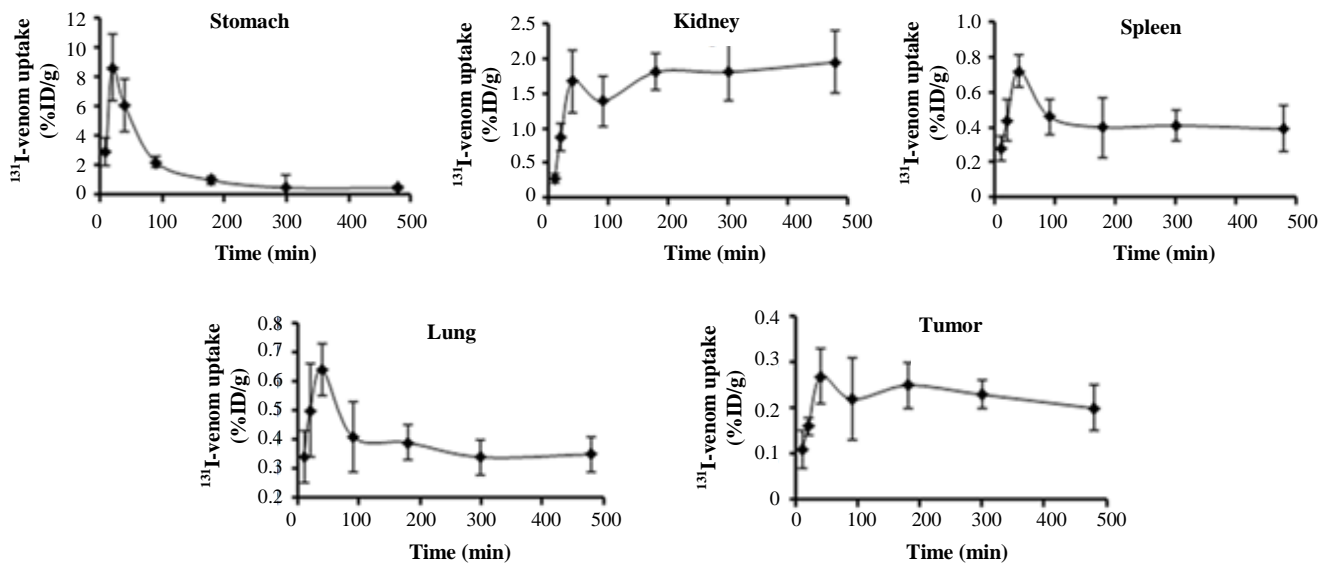 Stomach
¹³¹I-venom uptake
(%ID/g)
12
10
8
6
4
2
0
0 100 200 300 400 500
Time (min)
Kidney
¹³¹I-venom uptake
(%ID/g)
2.5
2.0
1.5
1.0
0.5
0
0 100 200 300 400 500
Time (min)
Spleen
¹³¹I-venom uptake
(%ID/g)
1.0
0.8
0.6
0.4
0.2
0
0 100 200 300 400 500
Time (min)
Lung
¹³¹I-venom uptake
(%ID/g)
0.8
0.7
0.6
0.5
0.4
0.3
0.2
0 100 200 300 400 500
Time (min)
Tumor
¹³¹I-venom uptake
(%ID/g)
0.4
0.3
0.2
0.1
0
0 100 200 300 400 500
Time (min)